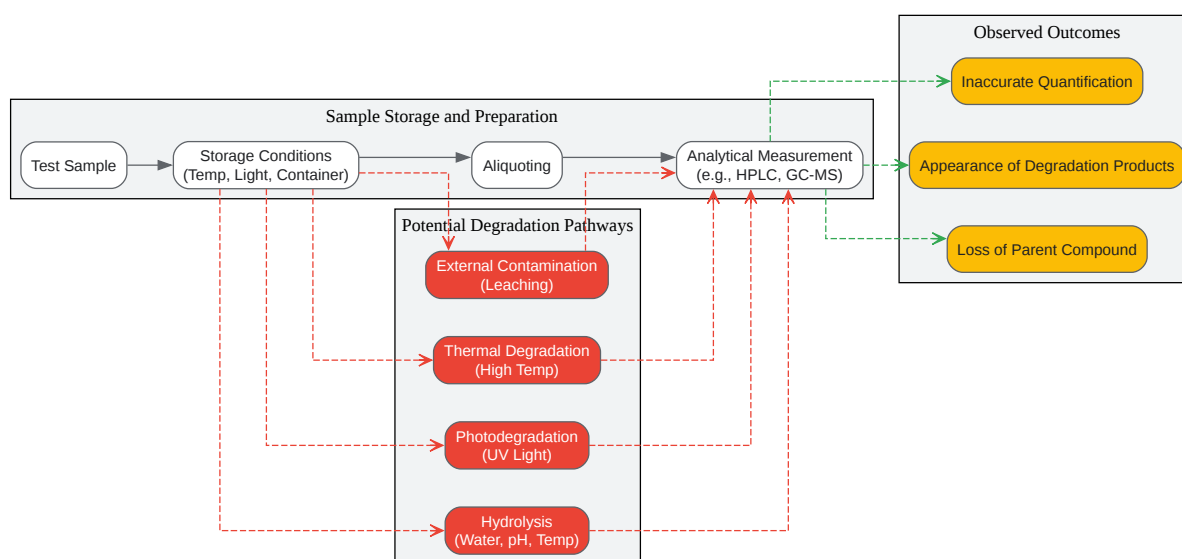 Observed Outcomes
Inaccurate Quantification
Appearance of Degradation Products
Loss of Parent Compound
Sample Storage and Preparation
Test Sample
Storage Conditions
(Temp, Light, Container)
Aliquoting
Analytical Measurement
(e.g., HPLC, GC-MS)
Potential Degradation Pathways
External Contamination
(Leaching)
Thermal Degradation
(High Temp)
Photodegradation
(UV Light)
Hydrolysis
(Water, pH, Temp)